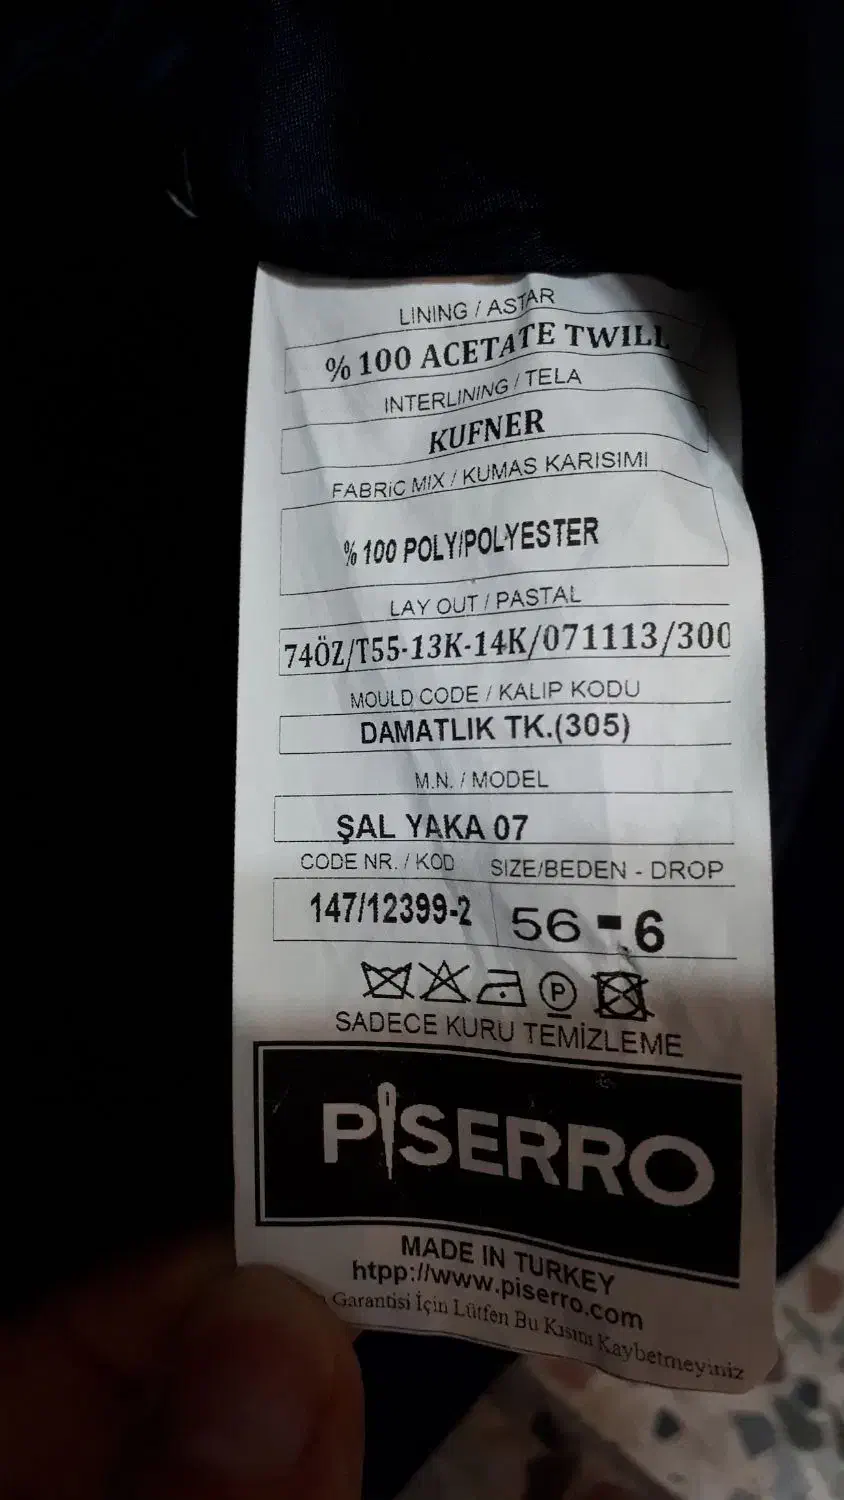 LINING / ASTAR
% 100 ACETATE TWILL
INTERLINING / TELA
KUFNER
FABRiC MIX / KUMAS KARISIMI
% 100 POLY/POLYESTER
LAY OUT / PASTAL
74ÖZ/T55-13K-14K/071113/300
MOULD CODE / KALIP KODU
DAMATLIK TK.(305)
M.N. / MODEL
ŞAL YAKA 07
CODE NR. / KOD SIZE/BEDEN - DROP
147/12399-2 56 - 6
P
SADECE KURU TEMİZLEME
PISERRO
MADE IN TURKEY
htpp://www.piserro.com
Garantisi İçin Lütfen Bu Kısmı Kaybetmeyiniz